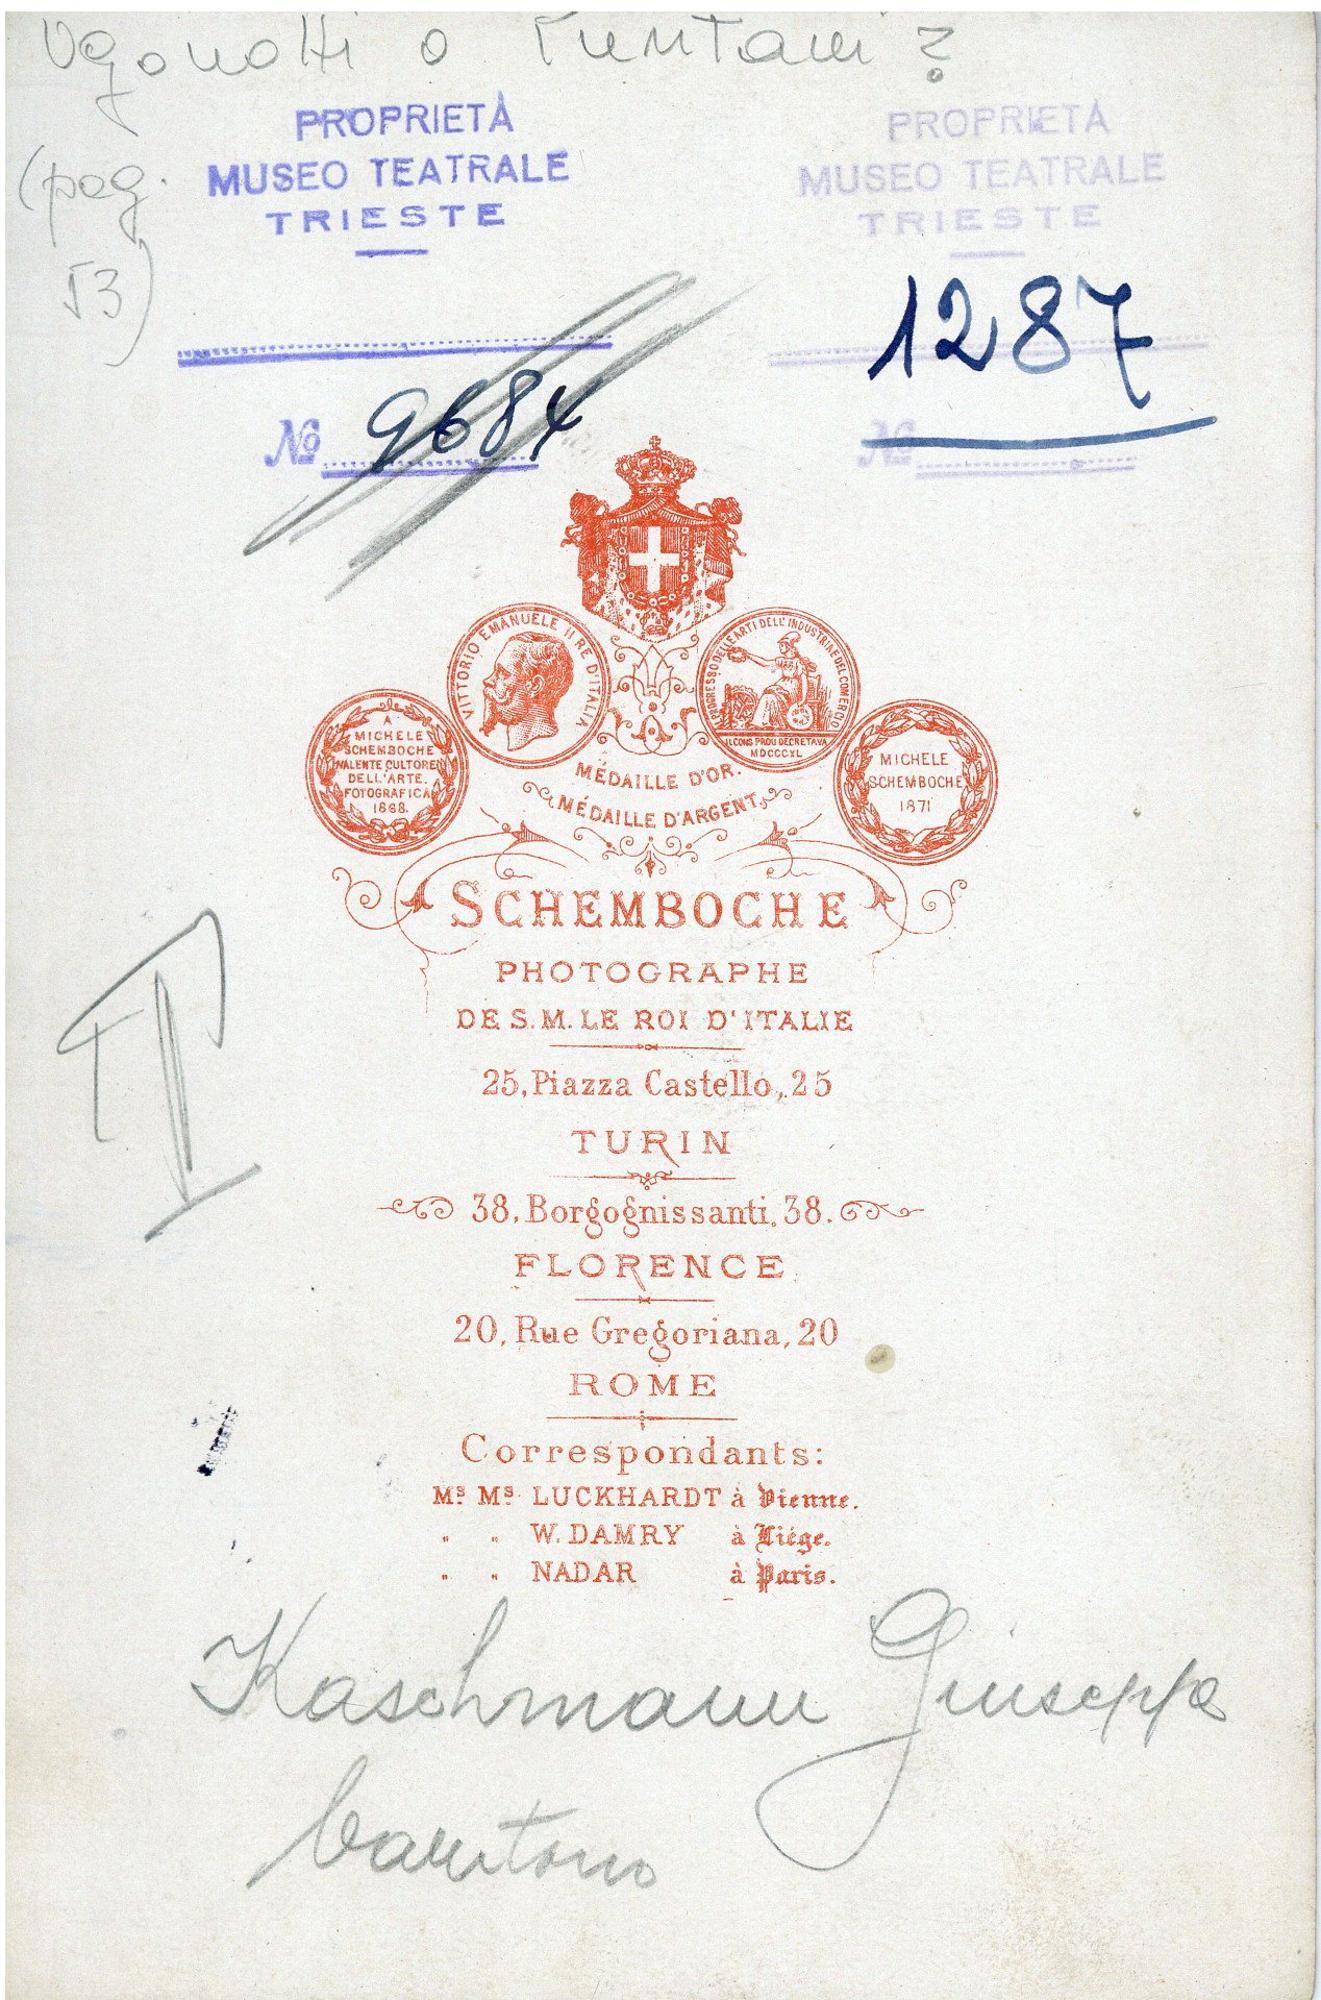 Ugonotti o Puritani?
(pag.
53)
PROPRIETÀ
MUSEO TEATRALE
TRIESTE
No 9684
PROPRIETÀ
MUSEO TEATRALE
TRIESTE
1287
No
VITTORIO EMANUELE II RE D'ITALIA
MDCCCXL
A
MICHELE
SCHEMBOCHE
VALENTE CULTORE
DELL'ARTE.
FOTOGRAFICA
1868.
MICHELE
SCHEMBOCHE
1871
MÉDAILLE D'OR.
MÉDAILLE D'ARGENT
SCHEMBOCHE
PHOTOGRAPHE
DE S.M. LE ROI D'ITALIE
25, Piazza Castello, 25
TURIN
38, Borgognissanti, 38.
FLORENCE
20, Rue Gregoriana, 20
ROME
Correspondants:
Ms Ms LUCKHARDT à Vienne.
" " W. DAMRY à Liége.
" " NADAR à Paris.
II
Kaschmann Giuseppe
baritono